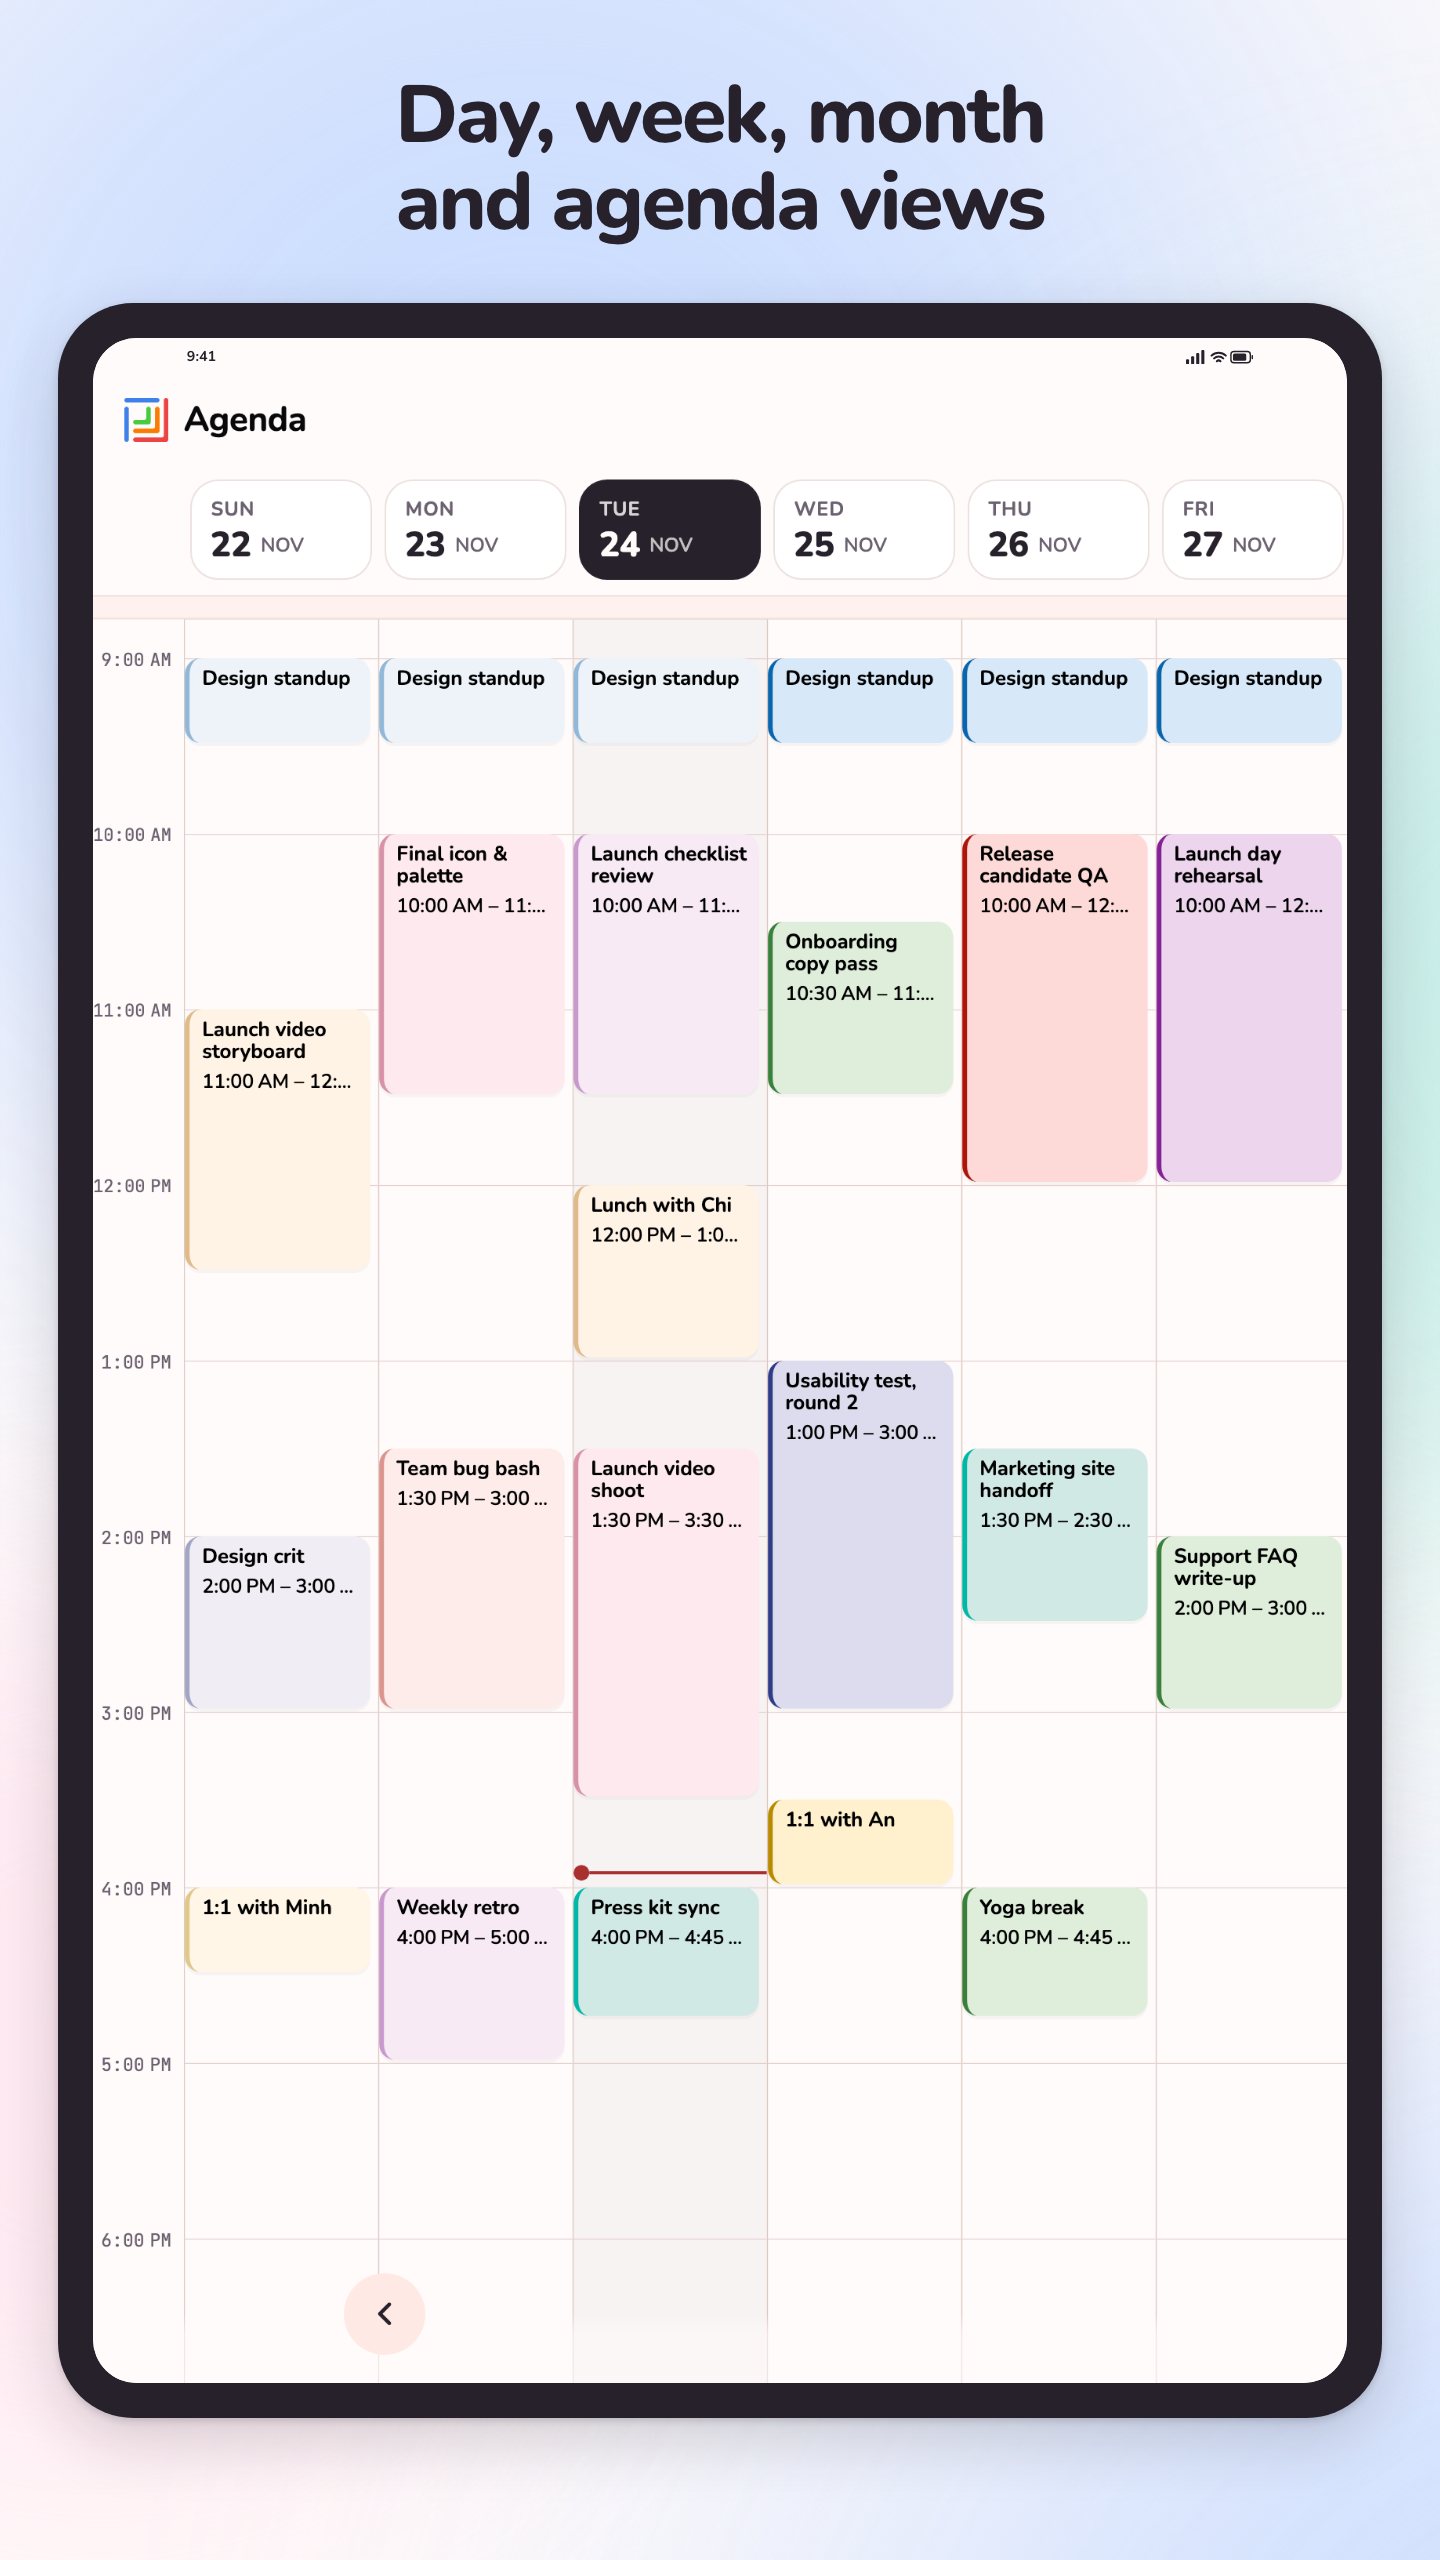 Day, week, month
and agenda views
9:41
Agenda
SUN
22 NOV
MON
23 NOV
TUE
24 NOV
WED
25 NOV
THU
26 NOV
FRI
27 NOV
9:00 AM
Design standup
Design standup
Design standup
Design standup
Design standup
Design standup
10:00 AM
Final icon &
palette
10:00 AM – 11:...
Launch checklist
review
10:00 AM – 11:...
Release
candidate QA
10:00 AM – 12:...
Launch day
rehearsal
10:00 AM – 12:...
Onboarding
copy pass
10:30 AM – 11:...
11:00 AM
Launch video
storyboard
11:00 AM – 12:...
12:00 PM
Lunch with Chi
12:00 PM – 1:0...
1:00 PM
Usability test,
round 2
1:00 PM – 3:00 ...
Team bug bash
1:30 PM – 3:00 ...
Launch video
shoot
1:30 PM – 3:30 ...
Marketing site
handoff
1:30 PM – 2:30 ...
2:00 PM
Design crit
2:00 PM – 3:00 ...
Support FAQ
write-up
2:00 PM – 3:00 ...
3:00 PM
1:1 with An
4:00 PM
1:1 with Minh
Weekly retro
4:00 PM – 5:00 ...
Press kit sync
4:00 PM – 4:45 ...
Yoga break
4:00 PM – 4:45 ...
5:00 PM
6:00 PM